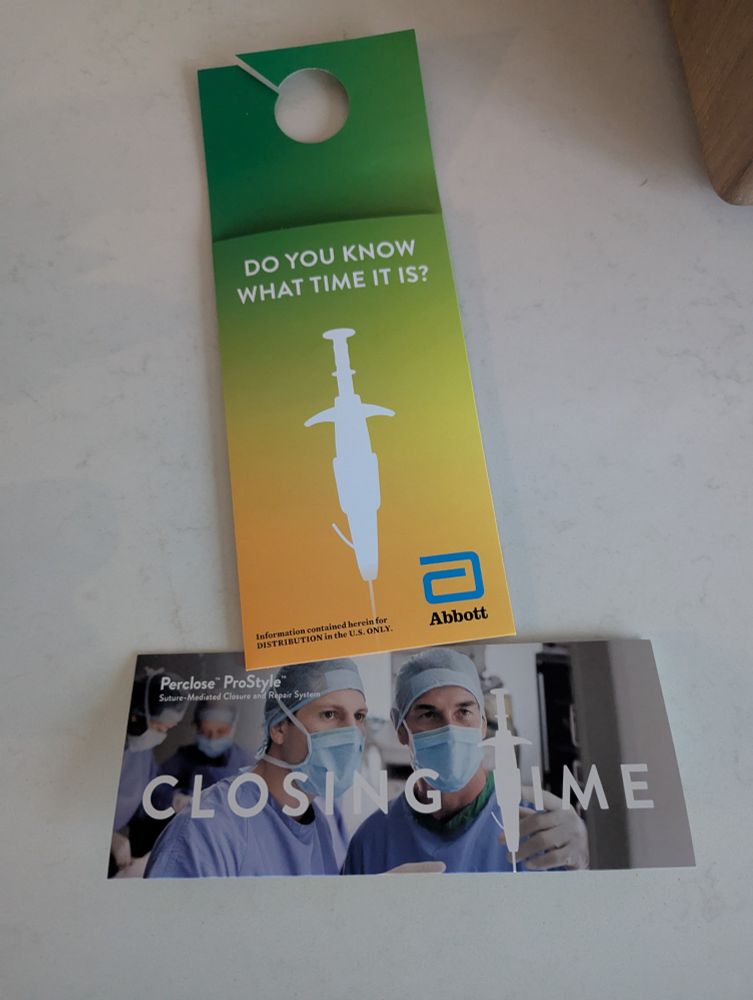 DO YOU KNOW
WHAT TIME IT IS?
Abbott
Information contained herein for
DISTRIBUTION in the U.S. ONLY.
Perclose™ ProStyle™
Suture-Mediated Closure and Repair System
CLOSING TIME